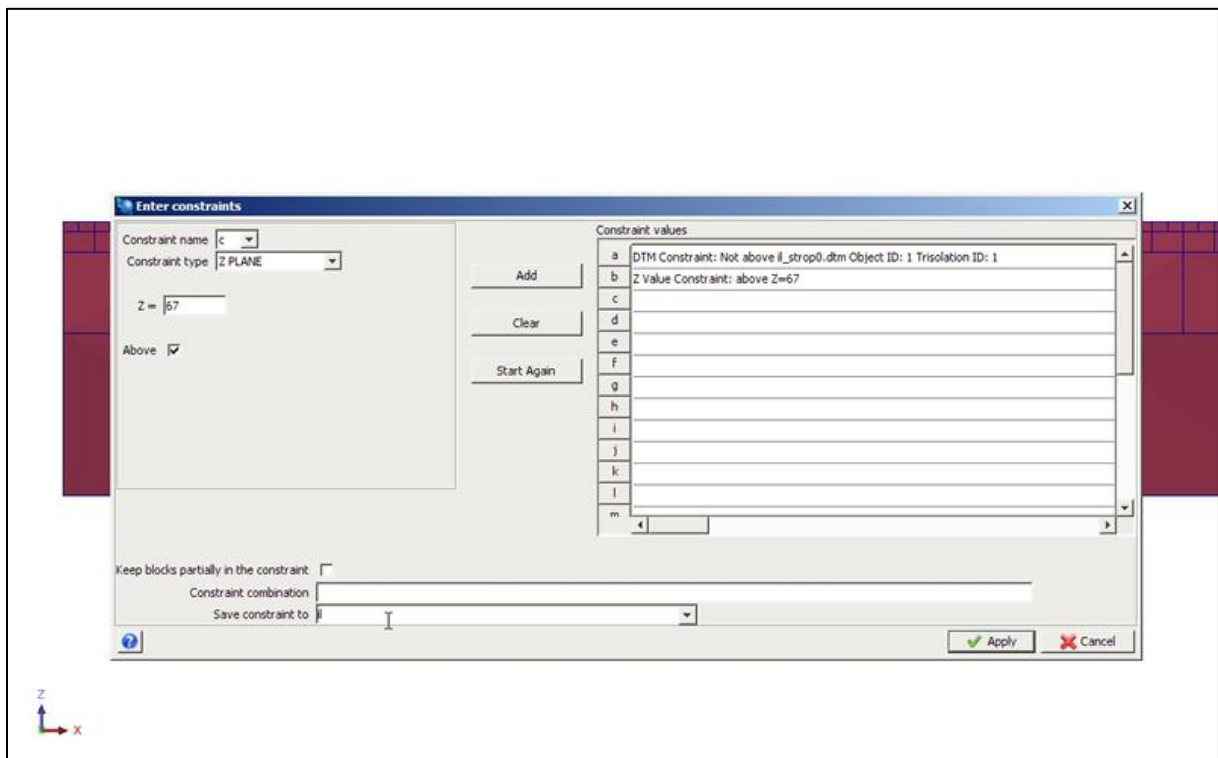 Enter constraints
Constraint name c
Constraint type Z PLANE
Z = 67
Above
Add
Clear
Start Again
Constraint values
a DTM Constraint: Not above il_strop0.dtm Object ID: 1 Trisolation ID: 1
b Z Value Constraint: above Z=67
c
d
e
f
g
h
i
j
k
l
m
Keep blocks partially in the constraint
Constraint combination
Save constraint to il
? Apply Cancel
Z
X